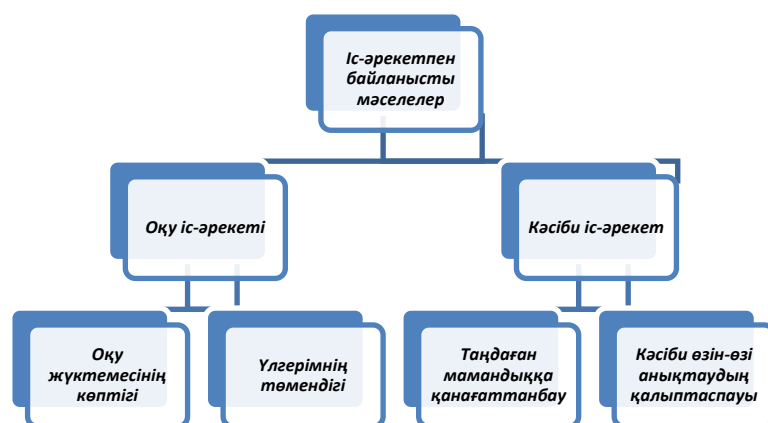 Іс-әрекетпен
байланысты
мәселелер
Оқу іс-әрекеті
Кәсіби іс-әрекет
Оқу
жүктемесінің
көптігі
Үлгерімнің
төмендігі
Таңдаған
мамандыққа
қанағаттанбау
Кәсіби өзін-өзі
анықтаудың
қалыптаспауы